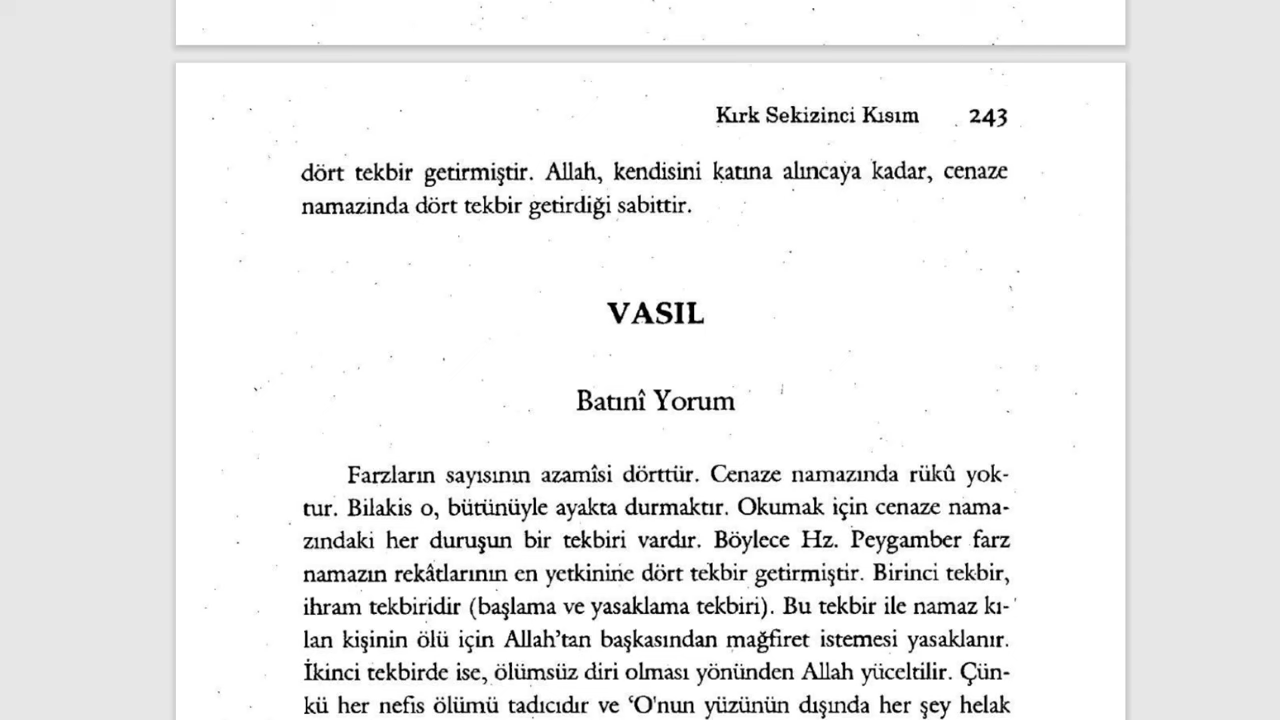 Kırk Sekizinci Kısım 243
dört tekbir getirmiştir. Allah, kendisini katına alıncaya kadar, cenaze
namazinda dört tekbir getirdiği sabittir.
VASIL
Batınî Yorum
Farzların sayısının azamîsi dörttür. Cenaze namazında rükû yok-
tur. Bilakis o, bütünüyle ayakta durmaktır. Okumak için cenaze nama-
zındaki her duruşun bir tekbiri vardır. Böylece Hz. Peygamber farz
namazın rekâtlarının en yetkinine dört tekbir getirmiştir. Birinci tekbir,
ihram tekbiridir (başlama ve yasaklama tekbiri). Bu tekbir ile namaz kı-
lan kişinin ölü için Allah'tan başkasından mağfiret istemesi yasaklanır.
İkinci tekbirde ise, ölümsüz diri olması yönünden Allah yüceltilir. Çün-
kü her nefis ölümü tadıcıdır ve ‘O'nun yüzünün dışında her şey helak